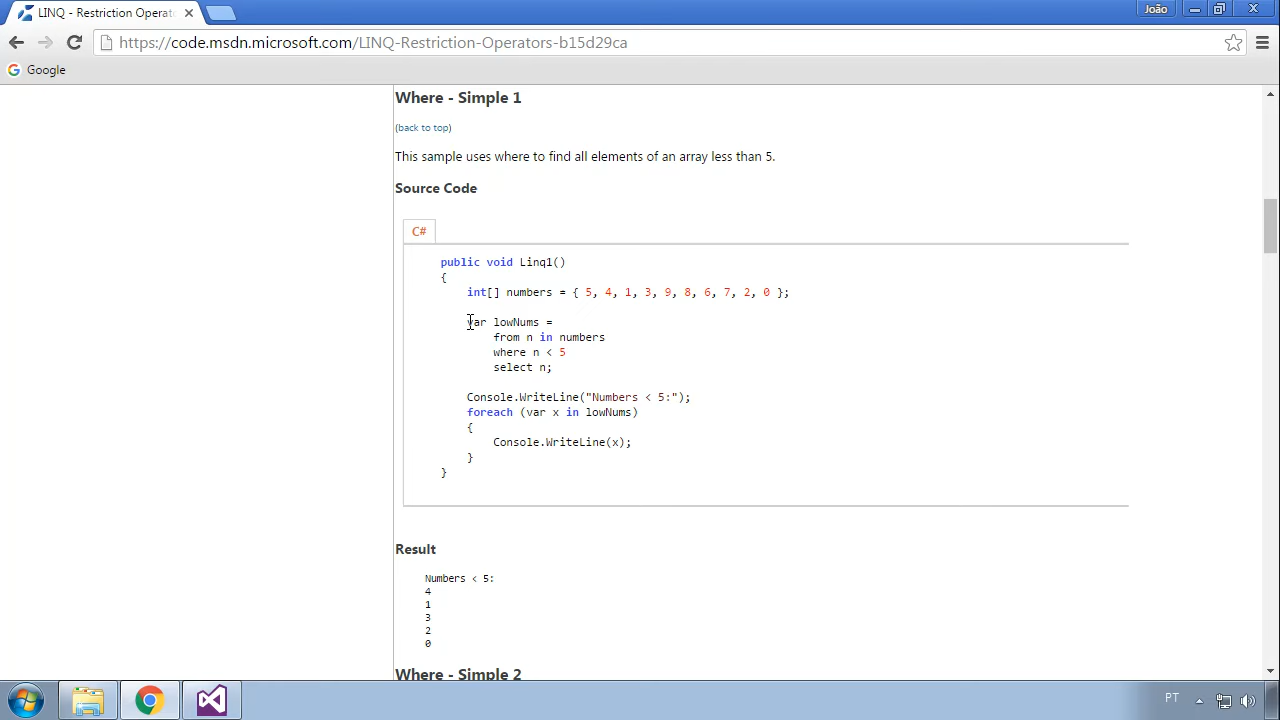 LINQ - Restriction Operato
João
https://code.msdn.microsoft.com/LINQ-Restriction-Operators-b15d29ca
Google
Where - Simple 1
(back to top)
This sample uses where to find all elements of an array less than 5.
Source Code
C#
public void Linq1()
{
int[] numbers = { 5, 4, 1, 3, 9, 8, 6, 7, 2, 0 };
var lowNums =
from n in numbers
where n < 5
select n;
Console.WriteLine("Numbers < 5:");
foreach (var x in lowNums)
{
Console.WriteLine(x);
}
}
Result
Numbers < 5:
4
1
3
2
0
Where - Simple 2
PT